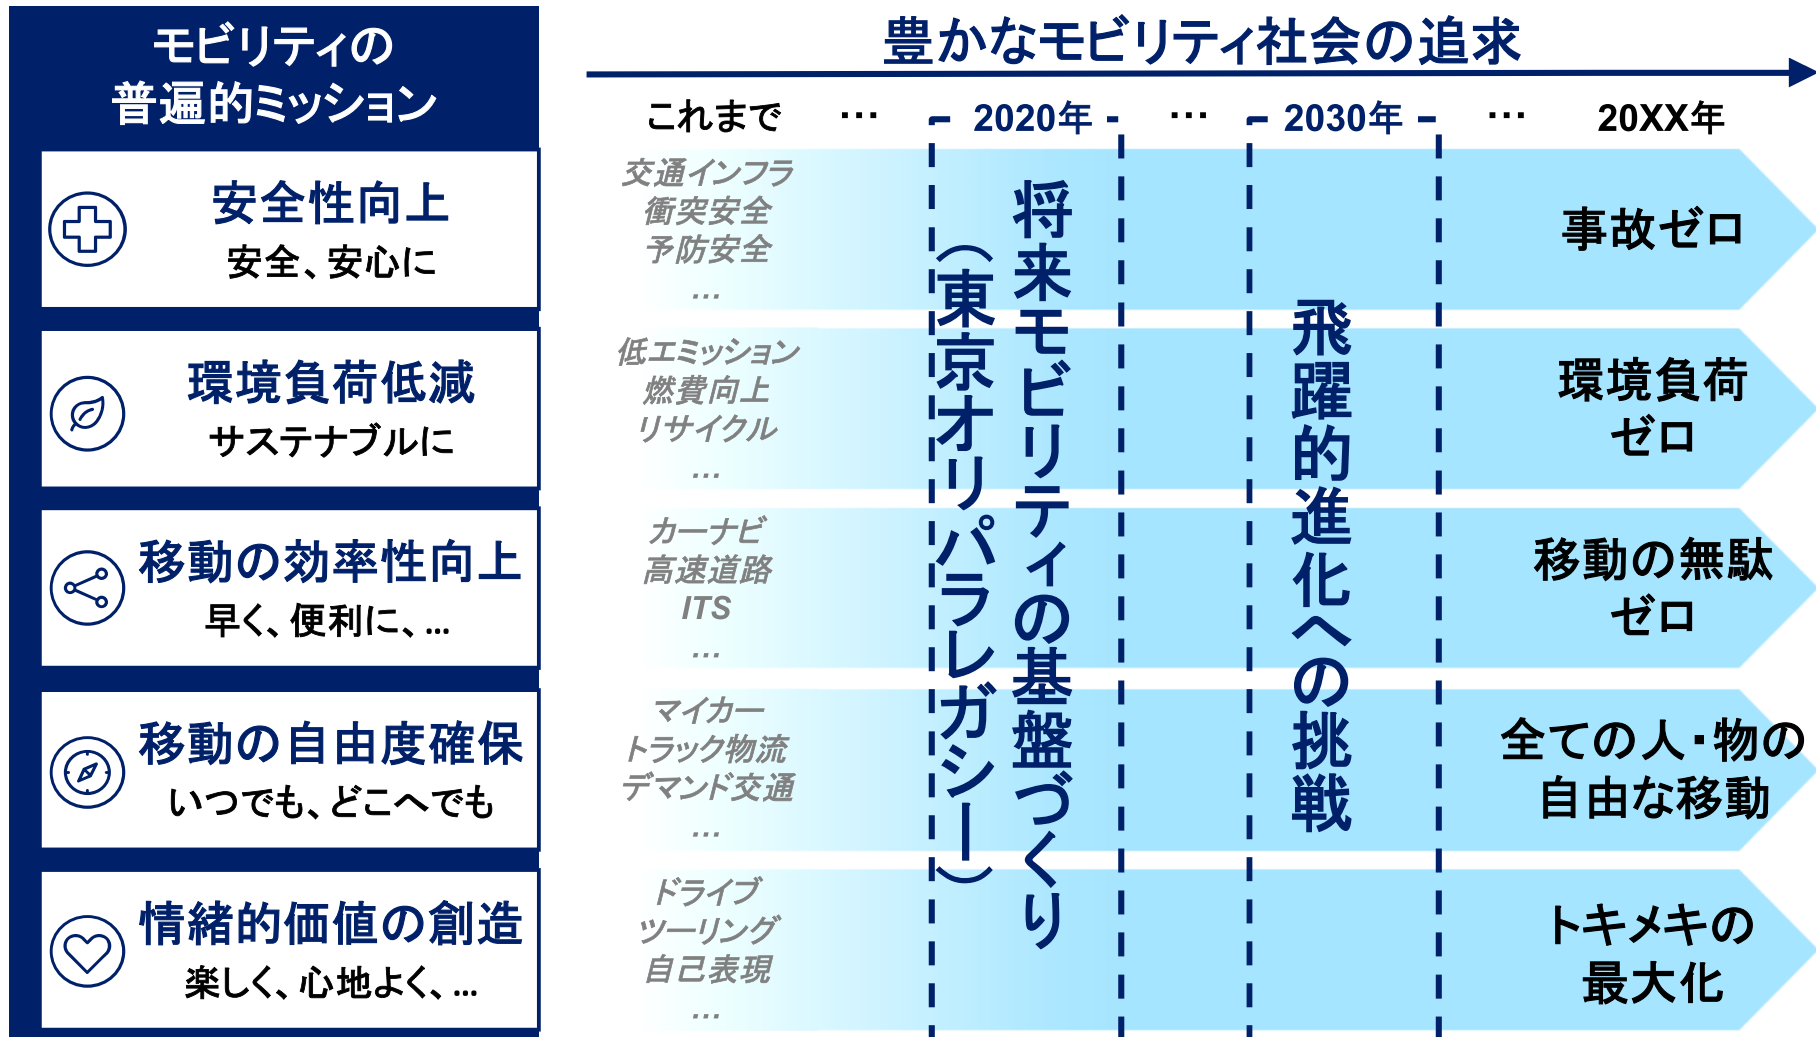 モビリティの
普遍的ミッション
豊かなモビリティ社会の追求
これまで … 2020年 … 2030年 … 20XX年
安全性向上
安全、安心に
交通インフラ
衝突安全
予防安全
…
事故ゼロ
環境負荷低減
サステナブルに
低エミッション
燃費向上
リサイクル
…
環境負荷
ゼロ
移動の効率性向上
早く、便利に、…
カーナビ
高速道路
ITS
…
移動の無駄
ゼロ
移動の自由度確保
いつでも、どこへでも
マイカー
トラック物流
デマンド交通
…
全ての人・物の
自由な移動
情緒的価値の創造
楽しく、心地よく、…
ドライブ
ツーリング
自己表現
…
トキメキの
最大化
将来モビリティの基盤づくり
（東京オリパラレガシー）
飛躍的進化への挑戦